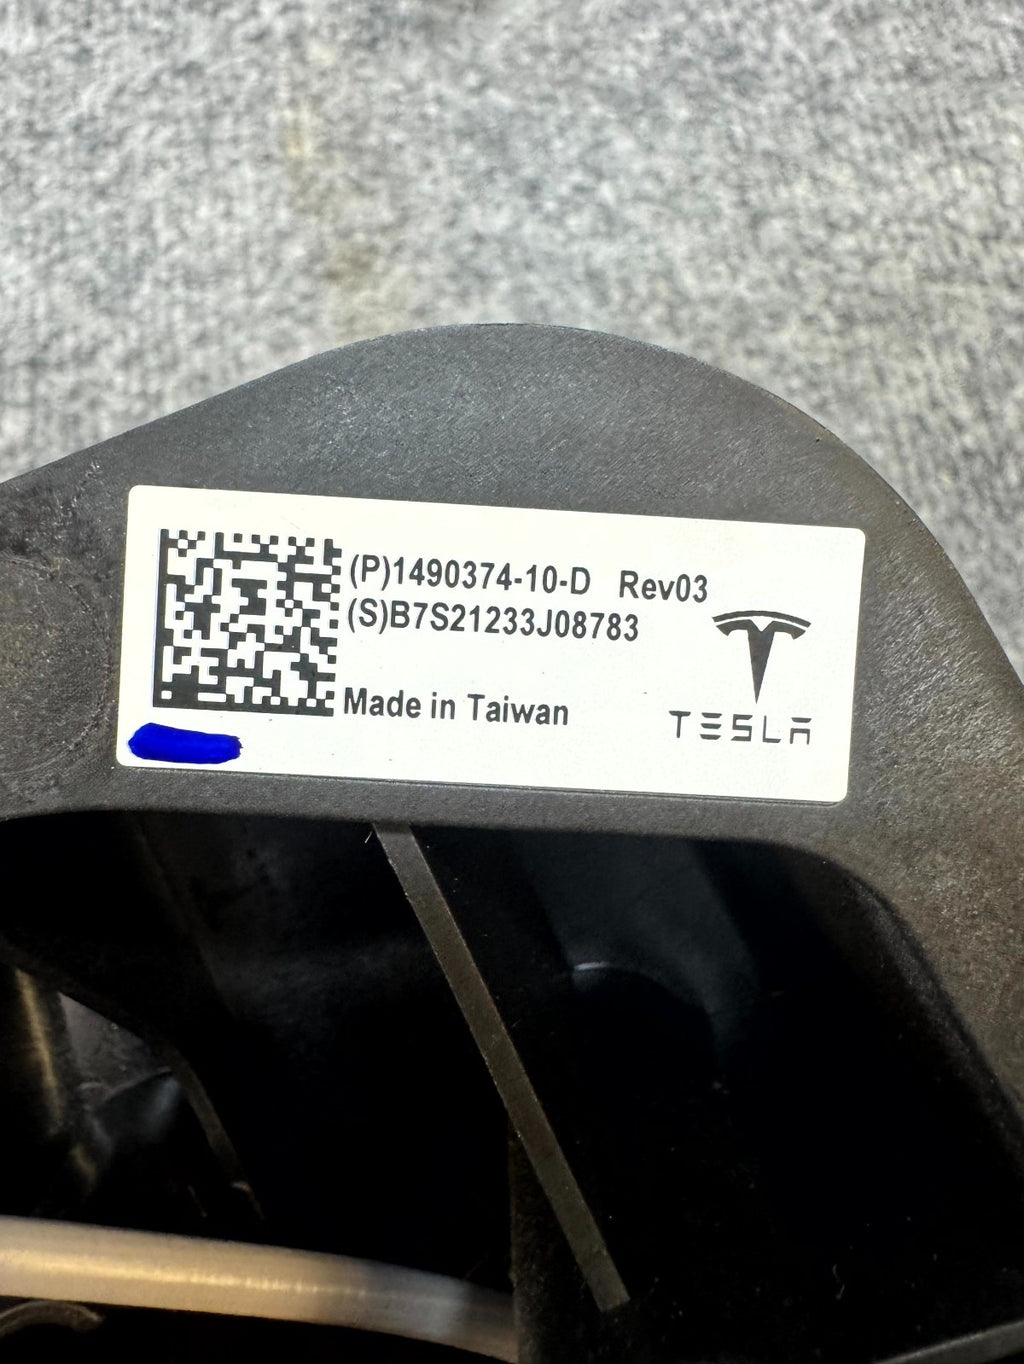 (P)1490374-10-D Rev03
(S)B7S21233J08783
Made in Taiwan
TESLA